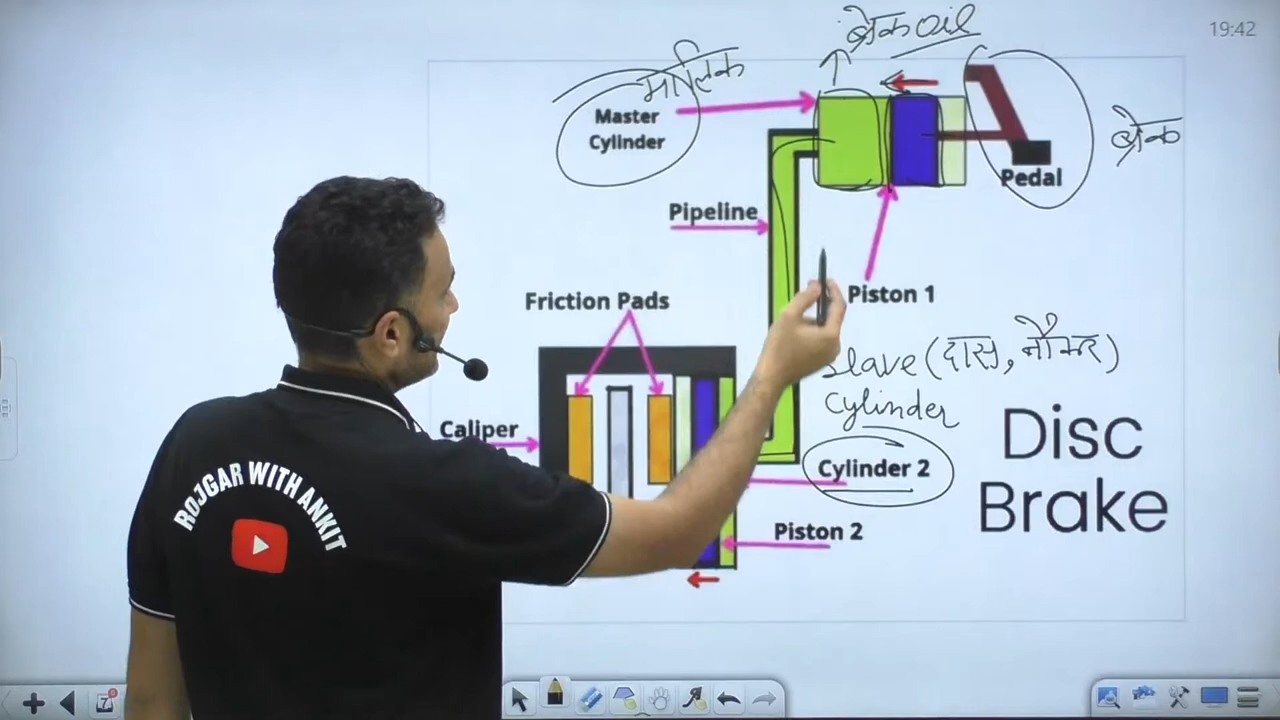 19:42
ब्रेक oil
मालिक
Master
Cylinder
ब्रेक
Pedal
Pipeline
Piston 1
Friction Pads
Slave (दास, नौकर)
Cylinder
Caliper
Cylinder 2
Disc
Brake
Piston 2
ROJGAR WITH ANKIT